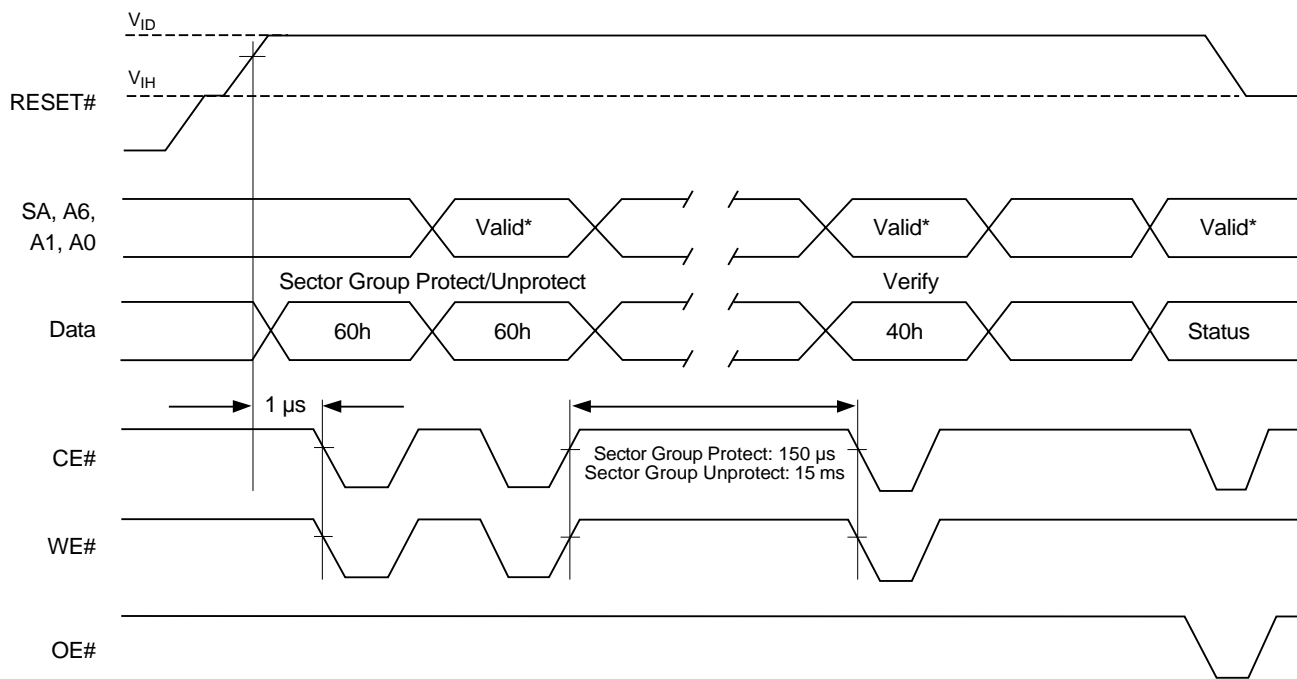 VID
VIH
RESET#
SA, A6,
A1, A0
Valid*
Valid*
Valid*
Sector Group Protect/Unprotect
Verify
Data
60h
60h
40h
Status
1 µs
CE#
Sector Group Protect: 150 µs
Sector Group Unprotect: 15 ms
WE#
OE#